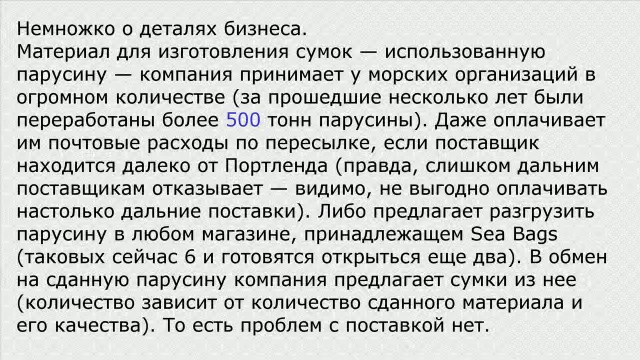 Немножко о деталях бизнеса.
Материал для изготовления сумок — использованную
парусину — компания принимает у морских организаций в
огромном количестве (за прошедшие несколько лет были
переработаны более 500 тонн парусины). Даже оплачивает
им почтовые расходы по пересылке, если поставщик
находится далеко от Портленда (правда, слишком дальним
поставщикам отказывает — видимо, не выгодно оплачивать
настолько дальние поставки). Либо предлагает разгрузить
парусину в любом магазине, принадлежащем Sea Bags
(таковых сейчас 6 и готовятся открыться еще два). В обмен
на сданную парусину компания предлагает сумки из нее
(количество зависит от количество сданного материала и
его качества). То есть проблем с поставкой нет.